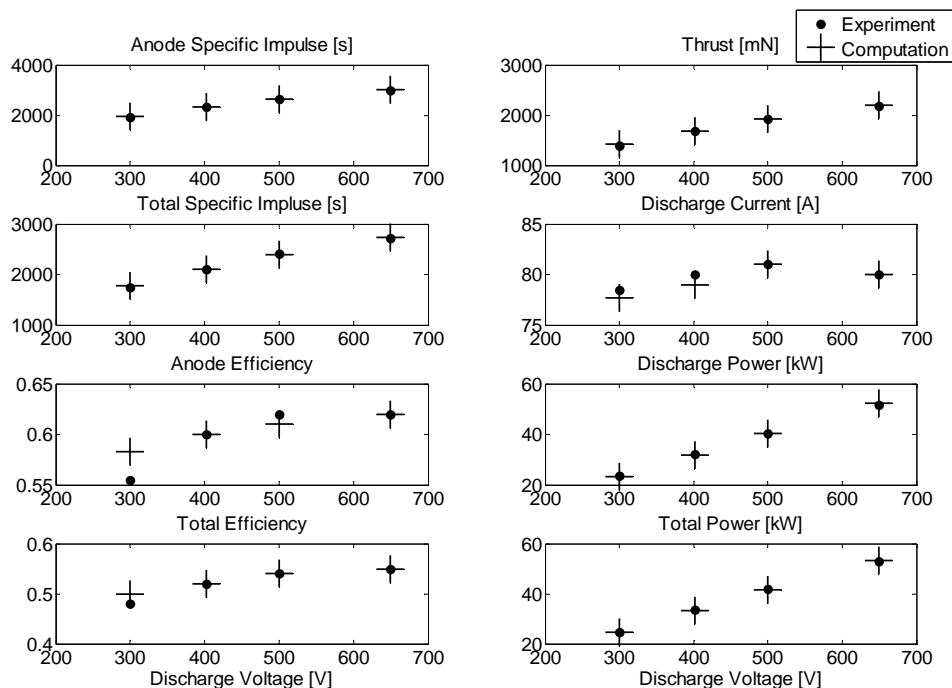 Experiment
Computation
Anode Specific Impulse [s]
4000
2000
0
200 300 400 500 600 700
Thrust [mN]
3000
2000
1000
200 300 400 500 600 700
Total Specific Impluse [s]
3000
2000
1000
200 300 400 500 600 700
Discharge Current [A]
85
80
75
200 300 400 500 600 700
Anode Efficiency
0.65
0.6
0.55
200 300 400 500 600 700
Discharge Power [kW]
60
40
20
200 300 400 500 600 700
Total Efficiency
0.6
0.5
0.4
200 300 400 500 600 700
Discharge Voltage [V]
Total Power [kW]
60
40
20
200 300 400 500 600 700
Discharge Voltage [V]